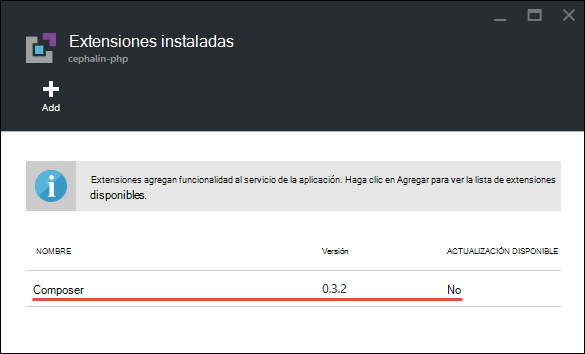 Extensiones instaladas
cephalin-php
Add
Extensiones agregan funcionalidad al servicio de la aplicación. Haga clic en Agregar para ver la lista de extensiones
disponibles.
NOMBRE Versión ACTUALIZACIÓN DISPONIBLE
Composer 0.3.2 No